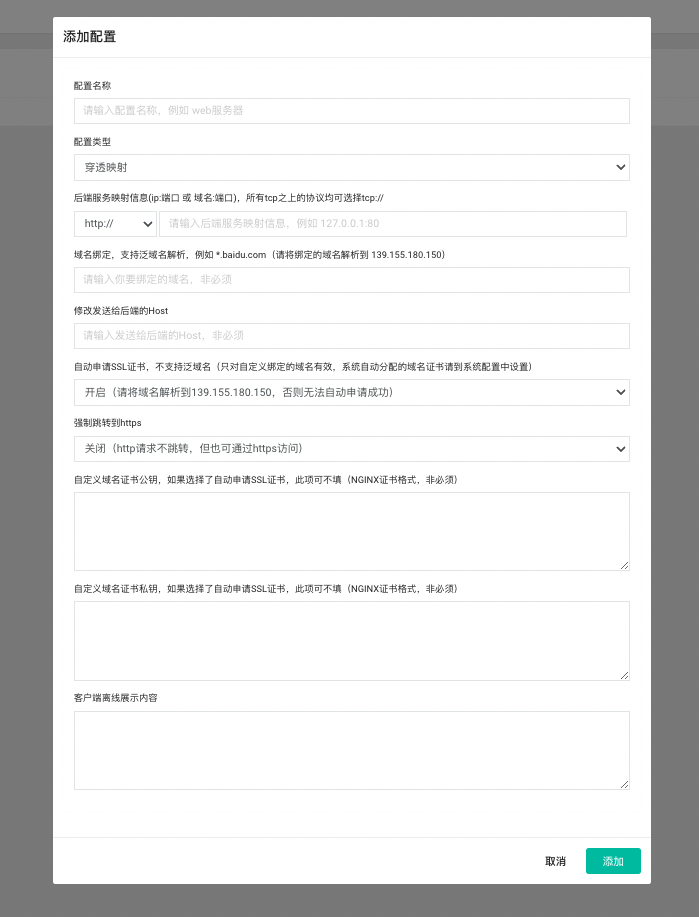 添加配置
配置名称
请输入配置名称，例如 web服务器
配置类型
穿透映射
后端服务映射信息(ip:端口 或 域名:端口)，所有tcp之上的协议均可选择tcp://
http:// 请输入后端服务映射信息，例如 127.0.0.1:80
域名绑定，支持泛域名解析，例如 *.baidu.com（请将绑定的域名解析到 139.155.180.150）
请输入你要绑定的域名，非必须
修改发送给后端的Host
请输入发送给后端的Host，非必须
自动申请SSL证书，不支持泛域名（只对自定义绑定的域名有效，系统自动分配的域名证书请到系统配置中设置）
开启（请将域名解析到139.155.180.150，否则无法自动申请成功）
强制跳转到https
关闭（http请求不跳转，但也可通过https访问）
自定义域名证书公钥，如果选择了自动申请SSL证书，此项可不填（NGINX证书格式，非必须）
自定义域名证书私钥，如果选择了自动申请SSL证书，此项可不填（NGINX证书格式，非必须）
客户端离线展示内容
取消 添加